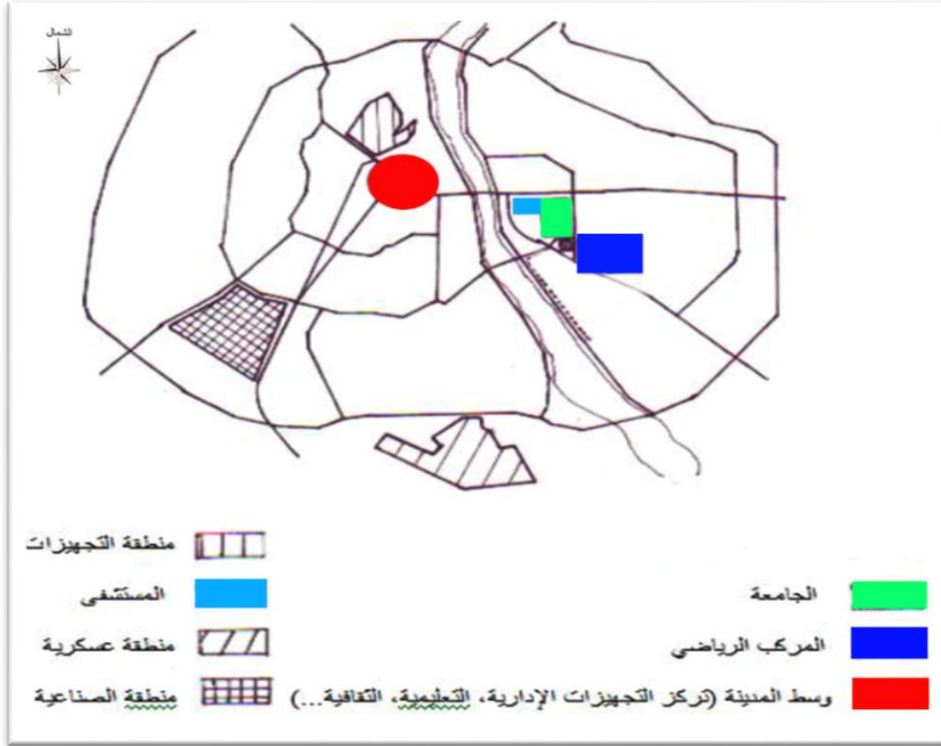 الشمال
منطقة التجهيزات
المستشفى
الجامعة
منطقة عسكرية
المركب الرياضي
منطقة الصناعية
وسط المدينة (تركز التجهيزات الإدارية، التعليمية، الثقافية...)